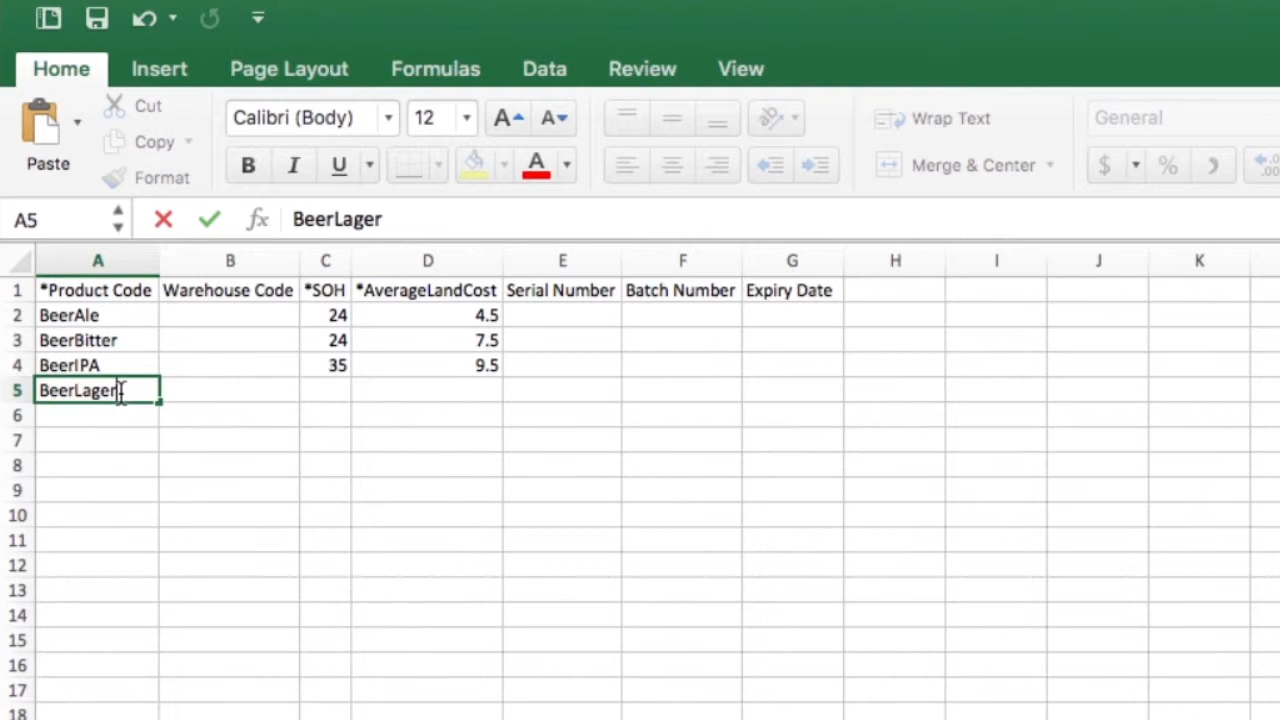 Home Insert Page Layout Formulas Data Review View
Cut
Calibri (Body) 12 A A Wrap Text General
Copy
Paste
Format B I U A Merge & Center $ % .00
A5 fx BeerLager
A B C D E F G H I J K
1 *Product Code Warehouse Code *SOH *AverageLandCost Serial Number Batch Number Expiry Date
2 BeerAle 24 4.5
3 BeerBitter 24 7.5
4 BeerIPA 35 9.5
5 BeerLager
6
7
8
9
10
11
12
13
14
15
16
17
18